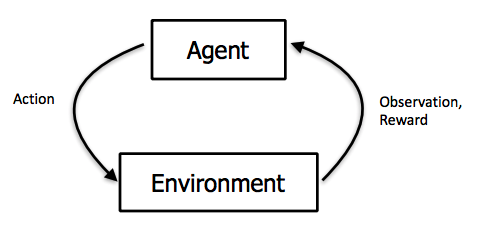 Agent
Action
Observation,
Reward
Environment